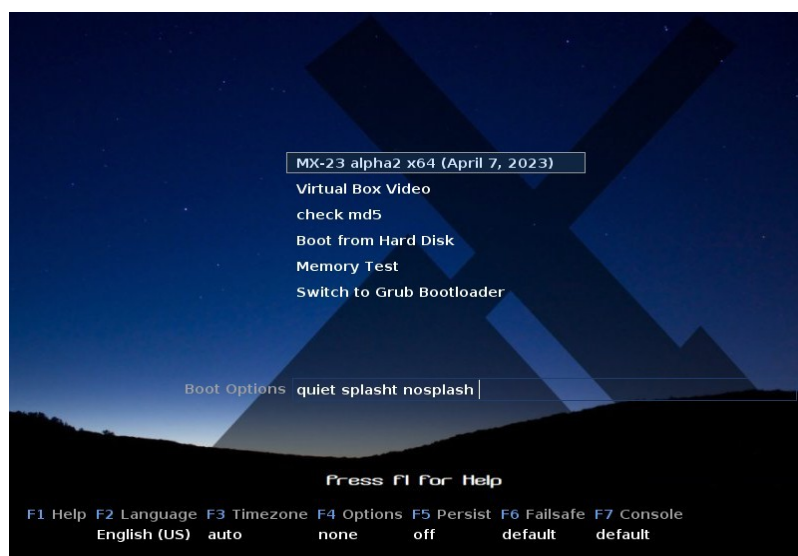 MX-23 alpha2 x64 (April 7, 2023)
Virtual Box Video
check md5
Boot from Hard Disk
Memory Test
Switch to Grub Bootloader
Boot Options quiet splasht nosplash
Press F1 for Help
F1 Help F2 Language F3 Timezone F4 Options F5 Persist F6 Failsafe F7 Console
English (US) auto none off default default